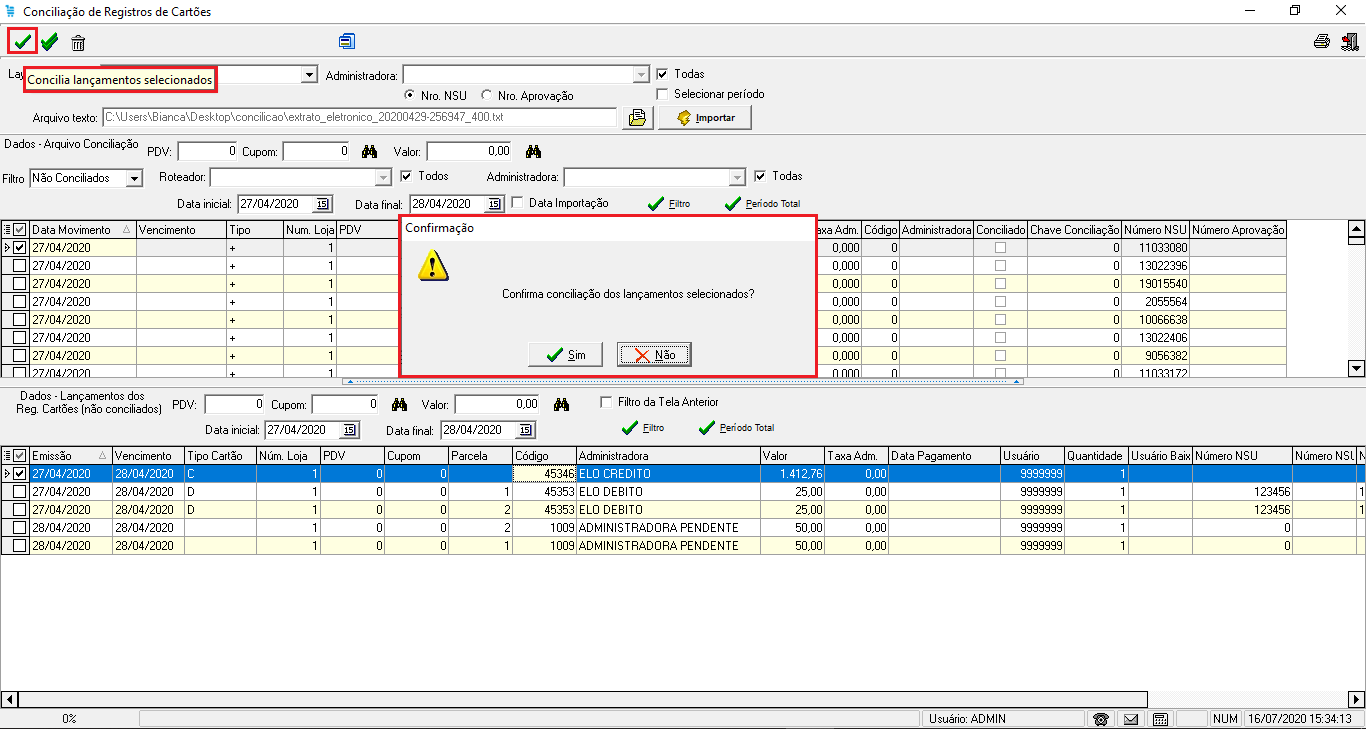 Conciliação de Registros de Cartões
Concilia lançamentos selecionados
Administradora: Todas
Nro. NSU Nro. Aprovação Selecionar período
Arquivo texto: C:\Users\Bianca\Desktop\concilicao\extrato_eletronico_20200429-256947_400.txt Importar
Dados - Arquivo Conciliação PDV: 0 Cupom: 0 Valor: 0,00
Filtro Não Conciliados Roteador: Todos Administradora: Todas
Data inicial: 27/04/2020 15 Data final: 28/04/2020 15 Data Importação Filtro Período Total
Data Movimento Vencimento Tipo Num. Loja PDV axa Adm. Código Administradora Conciliado Chave Conciliação Número NSU Número Aprovação
27/04/2020 + 1 0,000 0 0 11033080
27/04/2020 + 1 0,000 0 0 13022396
27/04/2020 + 1 0,000 0 0 19015540
27/04/2020 + 1 0,000 0 0 2055564
27/04/2020 + 1 0,000 0 0 10066638
27/04/2020 + 1 0,000 0 0 13022406
27/04/2020 + 1 0,000 0 0 9056382
27/04/2020 + 1 0,000 0 0 11033172
Confirmação
Confirma conciliação dos lançamentos selecionados?
Sim Não
Dados - Lançamentos dos
Reg. Cartões (não conciliados) PDV: 0 Cupom: 0 Valor: 0,00 Filtro da Tela Anterior
Data inicial: 27/04/2020 15 Data final: 28/04/2020 15 Filtro Período Total
Emissão Vencimento Tipo Cartão Núm. Loja PDV Cupom Parcela Código Administradora Valor Taxa Adm. Data Pagamento Usuário Quantidade Usuário Baix Número NSU Número NSU N
27/04/2020 28/04/2020 C 1 0 0 45346 ELO CREDITO 1.412,76 0,00 9999999 1
27/04/2020 28/04/2020 D 1 0 0 1 45353 ELO DEBITO 25,00 0,00 9999999 1 123456 1
27/04/2020 28/04/2020 D 1 0 0 2 45353 ELO DEBITO 25,00 0,00 9999999 1 123456 1
28/04/2020 28/04/2020 1 0 0 2 1009 ADMINISTRADORA PENDENTE 50,00 0,00 9999999 1 0
28/04/2020 28/04/2020 1 0 0 1 1009 ADMINISTRADORA PENDENTE 50,00 0,00 9999999 1 0
0% Usuário: ADMIN NUM 16/07/2020 15:34:13